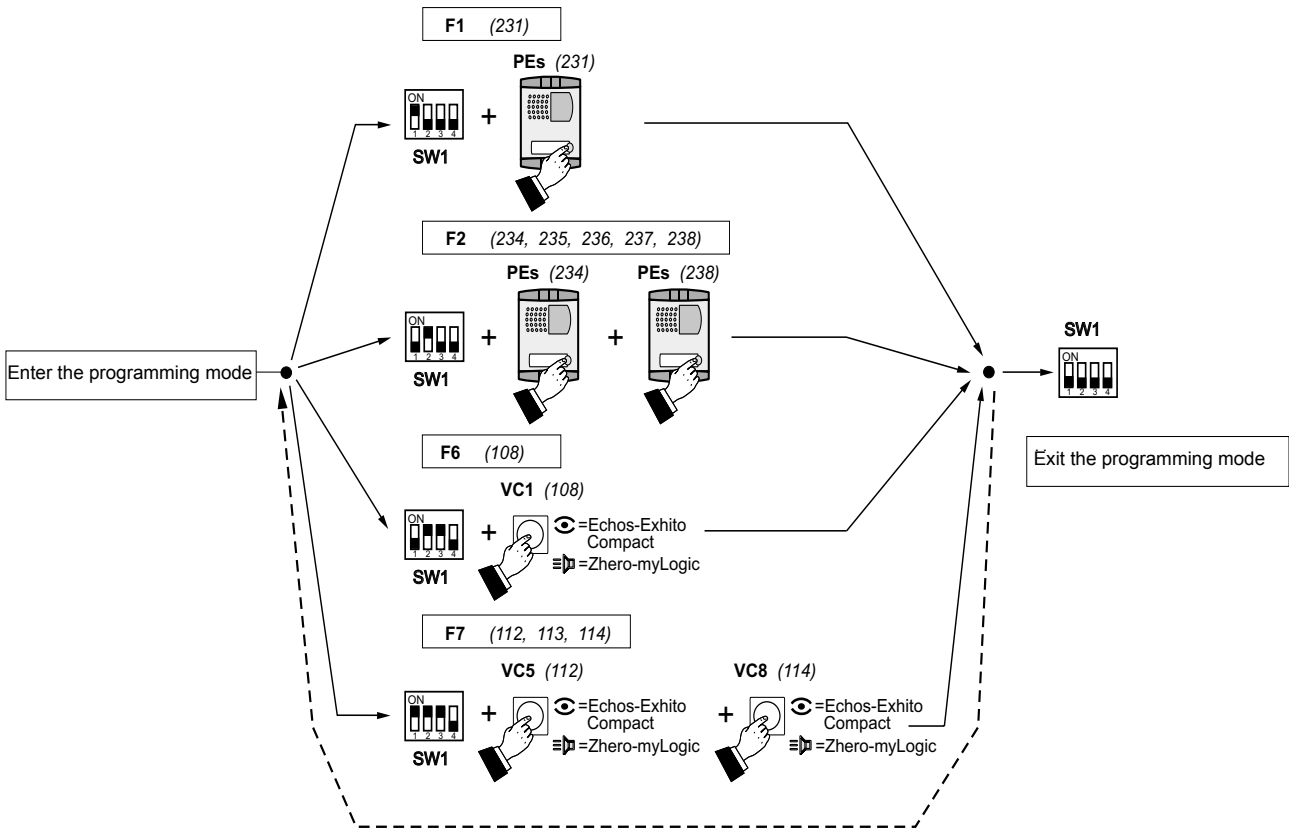 F1 (231)
PEs (231)
ON
1 2 3 4
SW1
+
F2 (234, 235, 236, 237, 238)
PEs (234)
PEs (238)
ON
1 2 3 4
SW1
+
+
Enter the programming mode
SW1
ON
1 2 3 4
Exit the programming mode
F6 (108)
VC1 (108)
ON
1 2 3 4
SW1
+
=Echos-Exhito
Compact
=Zhero-myLogic
F7 (112, 113, 114)
VC5 (112)
VC8 (114)
ON
1 2 3 4
SW1
+
=Echos-Exhito
Compact
=Zhero-myLogic
+
=Echos-Exhito
Compact
=Zhero-myLogic